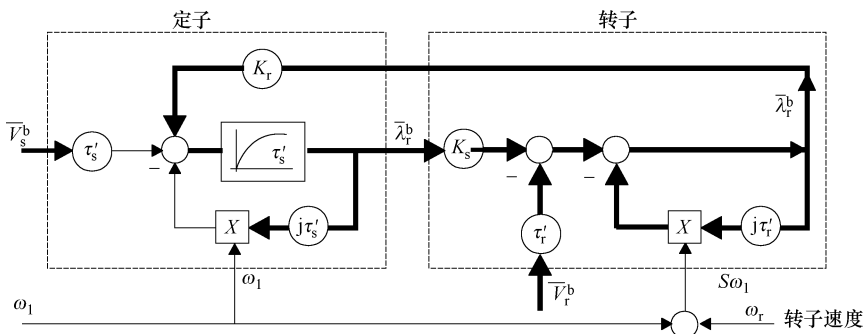 定子
转子
K_r
V̄_s^b
τ′_s
τ′_s
−
λ̄_r^b
K_s
−
−
λ̄_r^b
X
jτ′_s
τ′_r
X
jτ′_r
ω_1
V̄_r^b
Sω_1
ω_1
ω_r 转子速度